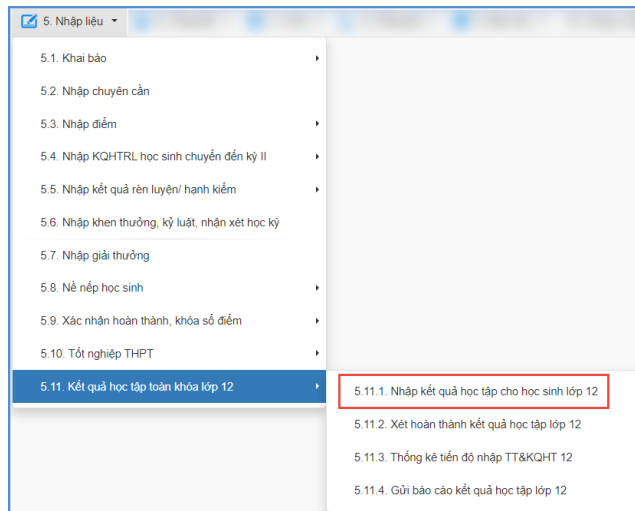 5. Nhập liệu
5.1. Khai báo
5.2. Nhập chuyên cần
5.3. Nhập điểm
5.4. Nhập KQHTRL học sinh chuyển đến kỳ II
5.5. Nhập kết quả rèn luyện/ hạnh kiểm
5.6. Nhập khen thưởng, kỷ luật, nhận xét học kỳ
5.7. Nhập giải thưởng
5.8. Nề nếp học sinh
5.9. Xác nhận hoàn thành, khóa sổ điểm
5.10. Tốt nghiệp THPT
5.11. Kết quả học tập toàn khóa lớp 12
5.11.1. Nhập kết quả học tập cho học sinh lớp 12
5.11.2. Xét hoàn thành kết quả học tập lớp 12
5.11.3. Thống kê tiến độ nhập TT&KQHT 12
5.11.4. Gửi báo cáo kết quả học tập lớp 12